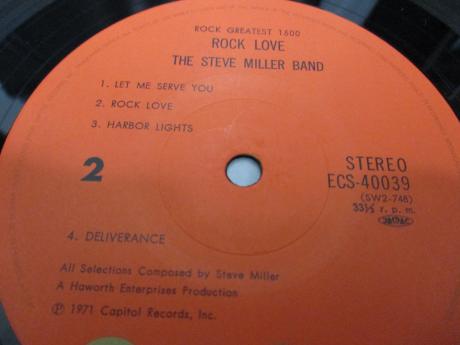 ROCK GREATEST 1500
ROCK LOVE
THE STEVE MILLER BAND
1. LET ME SERVE YOU
2. ROCK LOVE
3. HARBOR LIGHTS
2
STEREO
ECS-40039
(SW2-748)
33⅓ r. p. m.
4. DELIVERANCE
All Selections Composed by Steve Miller
A Haworth Enterprises Production
Ⓟ 1971 Capitol Records, Inc.